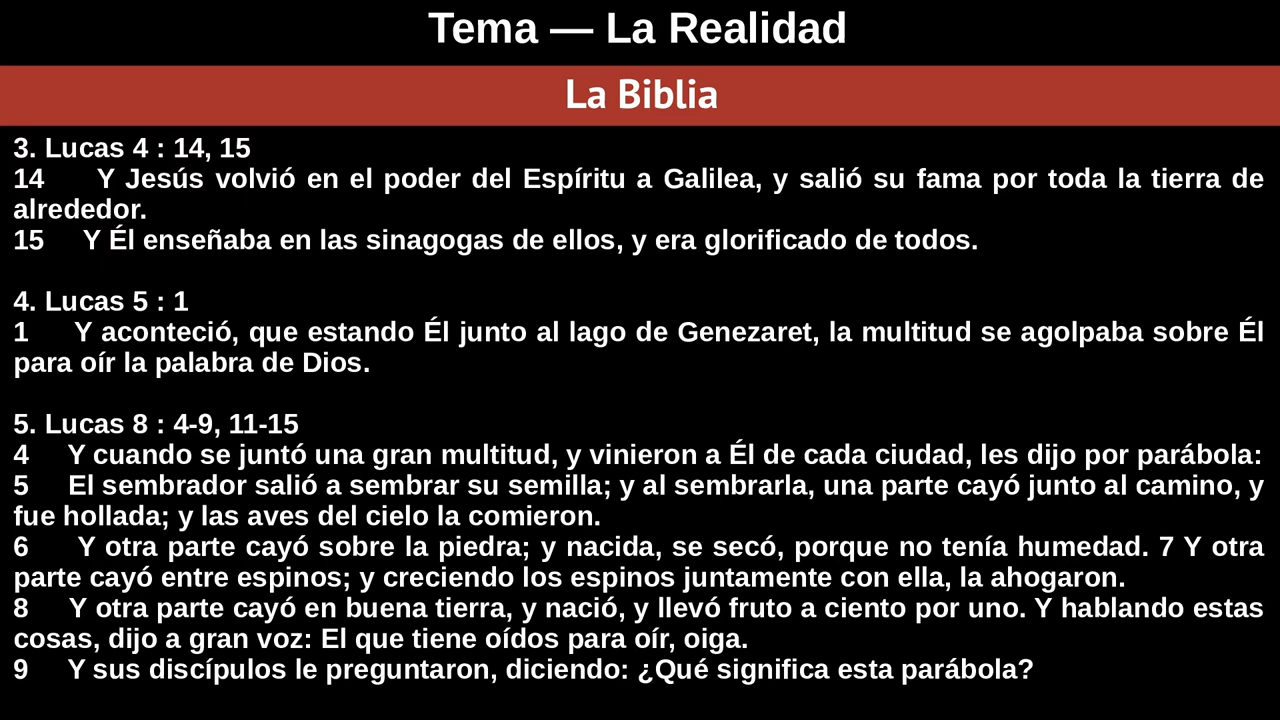 Tema — La Realidad
La Biblia
3. Lucas 4 : 14, 15
14 Y Jesús volvió en el poder del Espíritu a Galilea, y salió su fama por toda la tierra de
alrededor.
15 Y Él enseñaba en las sinagogas de ellos, y era glorificado de todos.
4. Lucas 5 : 1
1 Y aconteció, que estando Él junto al lago de Genezaret, la multitud se agolpaba sobre Él
para oír la palabra de Dios.
5. Lucas 8 : 4-9, 11-15
4 Y cuando se juntó una gran multitud, y vinieron a Él de cada ciudad, les dijo por parábola:
5 El sembrador salió a sembrar su semilla; y al sembrarla, una parte cayó junto al camino, y
fue hollada; y las aves del cielo la comieron.
6 Y otra parte cayó sobre la piedra; y nacida, se secó, porque no tenía humedad. 7 Y otra
parte cayó entre espinos; y creciendo los espinos juntamente con ella, la ahogaron.
8 Y otra parte cayó en buena tierra, y nació, y llevó fruto a ciento por uno. Y hablando estas
cosas, dijo a gran voz: El que tiene oídos para oír, oiga.
9 Y sus discípulos le preguntaron, diciendo: ¿Qué significa esta parábola?